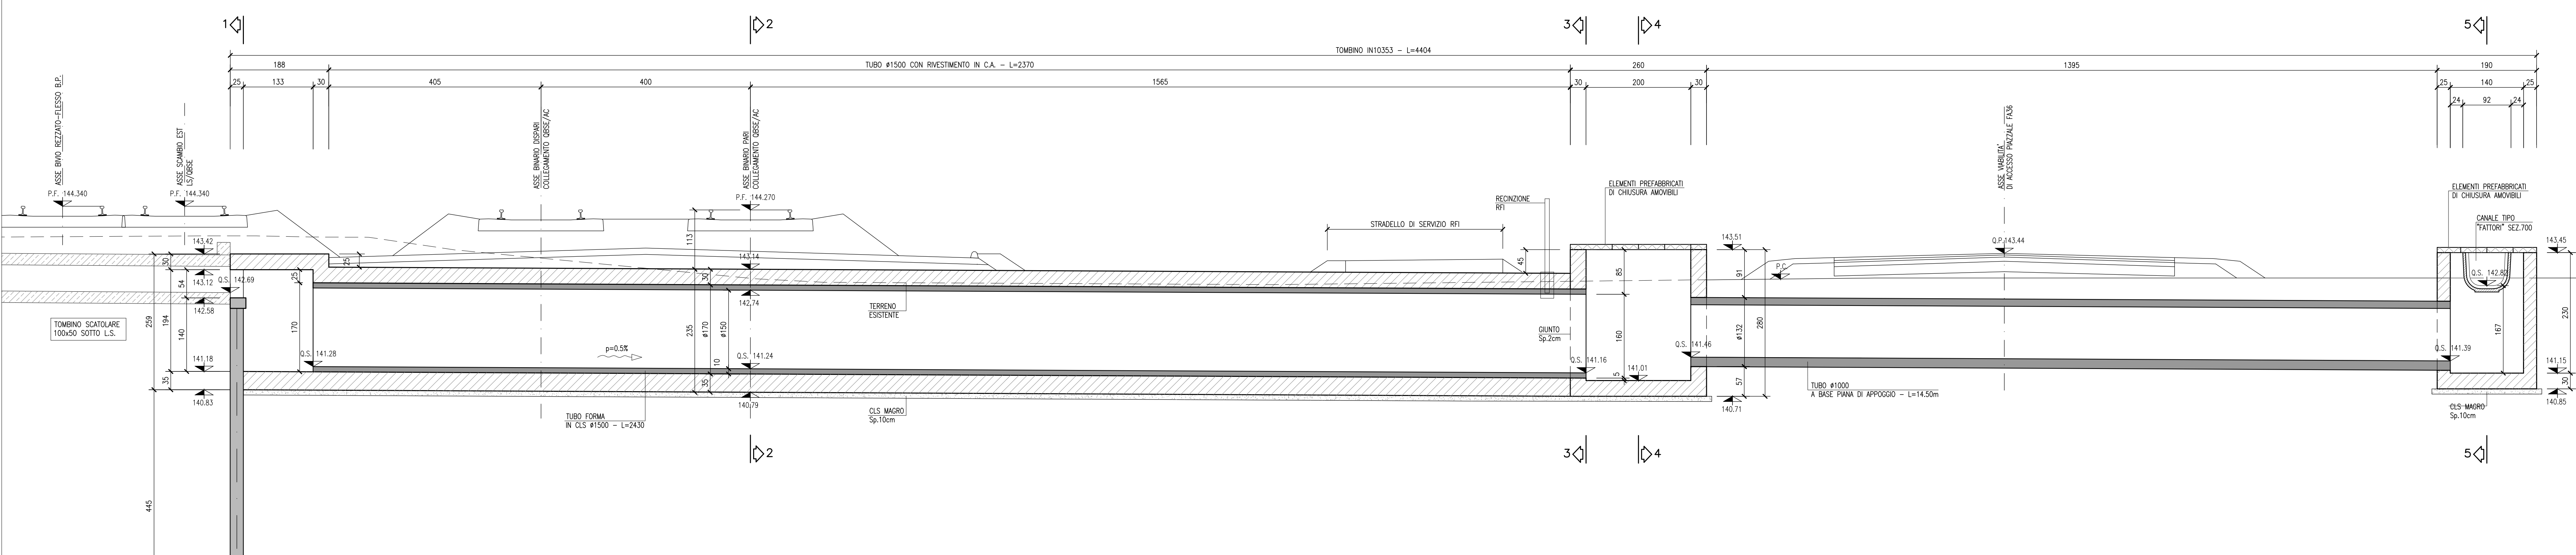 1
2
3
4
5
TOMBINO IN10353 – L=4404
188
TUBO ø1500 CON RIVESTIMENTO IN C.A. – L=2370
260
1395
190
25
133
30
405
400
1565
30
200
30
25
140
25
24
92
24
ASSE BIVIO REZZATO-FLESSO B.P.
ASSE SCAMBIO EST
LS/QBSE
ASSE BINARIO DISPARI
COLLEGAMENTO QBSE/AC
ASSE BINARIO PARI
COLLEGAMENTO QBSE/AC
ASSE VIABILITA'
DI ACCESSO PIAZZALE FA36
P.F. 144.340
P.F. 144.340
P.F. 144.270
RECINZIONE
RFI
ELEMENTI PREFABBRICATI
DI CHIUSURA AMOVIBILI
ELEMENTI PREFABBRICATI
DI CHIUSURA AMOVIBILI
CANALE TIPO
"FATTORI" SEZ.700
STRADELLO DI SERVIZIO RFI
143.42
113
143.14
143.51
Q.P.143.44
143.45
30
25
45
P.C.
143.12
Q.S. 142.69
25
54
30
85
91
Q.S. 142.82
142.58
142.74
TERRENO
ESISTENTE
TOMBINO SCATOLARE
100x50 SOTTO L.S.
259
194
140
170
235
ø170
ø150
GIUNTO
Sp.2cm
160
ø132
280
167
230
Q.S. 141.28
p=0.5%
Q.S. 141.24
10
Q.S. 141.16
Q.S. 141.46
Q.S. 141.39
141.18
35
35
5
141.01
57
141.15
30
140.83
140.79
140.71
140.85
TUBO FORMA
IN CLS ø1500 – L=2430
CLS MAGRO
Sp.10cm
TUBO ø1000
A BASE PIANA DI APPOGGIO – L=14.50m
CLS MAGRO
Sp.10cm
445
2
3
4
5